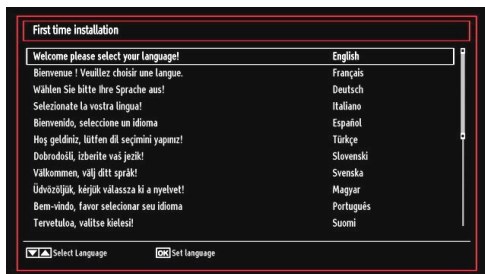 First time installation
Welcome please select your language! English
Bienvenue ! Veuillez choisir une langue. Français
Wählen Sie bitte Ihre Sprache aus! Deutsch
Selezionate la vostra lingua! Italiano
Bienvenido, seleccione un idioma Español
Hoş geldiniz, lütfen dil seçimini yapınız! Türkçe
Dobrodošli, izberite vaš jezik! Slovenski
Välkommen, välj ditt språk! Svenska
Üdvözöljük, kérjük válassza ki a nyelvet! Magyar
Bem-vindo, favor selecionar seu idioma Português
Tervetuloa, valitse kielesi! Suomi
Select Language OK Set language